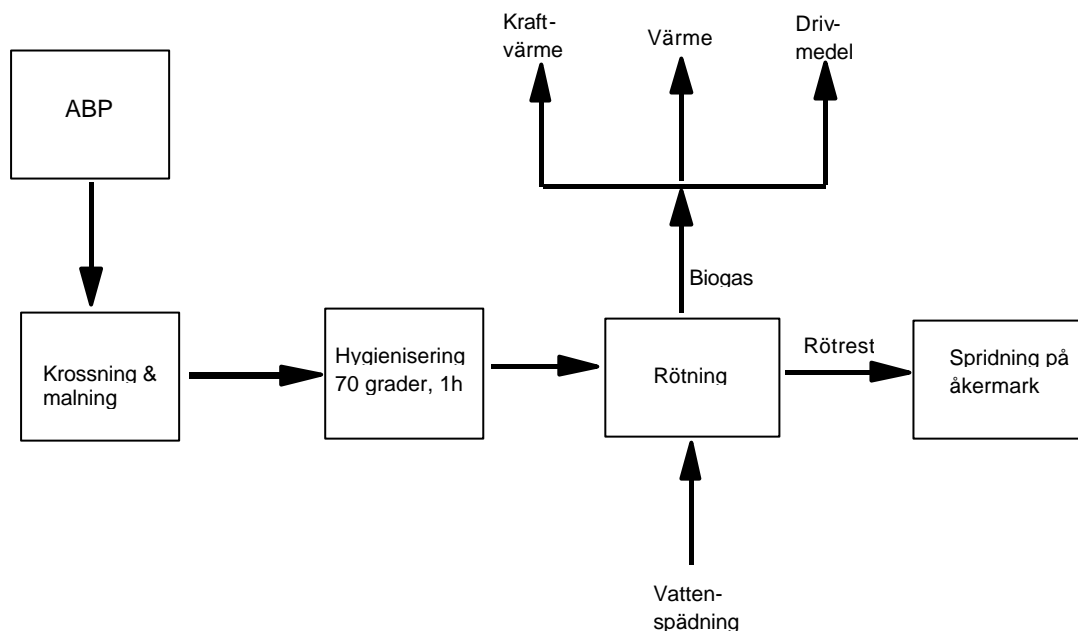 Kraft-
värme
Värme
Driv-
medel
ABP
Biogas
Krossning &
malning
Hygienisering
70 grader, 1h
Rötning
Rötrest
Spridning på
åkermark
Vatten-
spädning